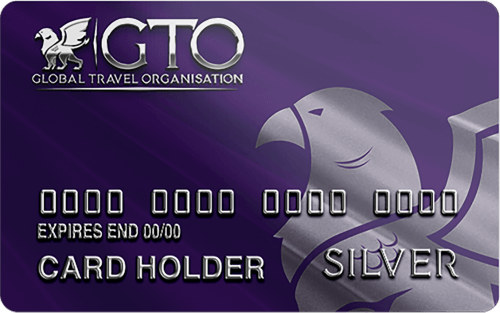 GTO
GLOBAL TRAVEL ORGANISATION
0000 0000 0000 0000
EXPIRES END 00/00
CARD HOLDER SILVER